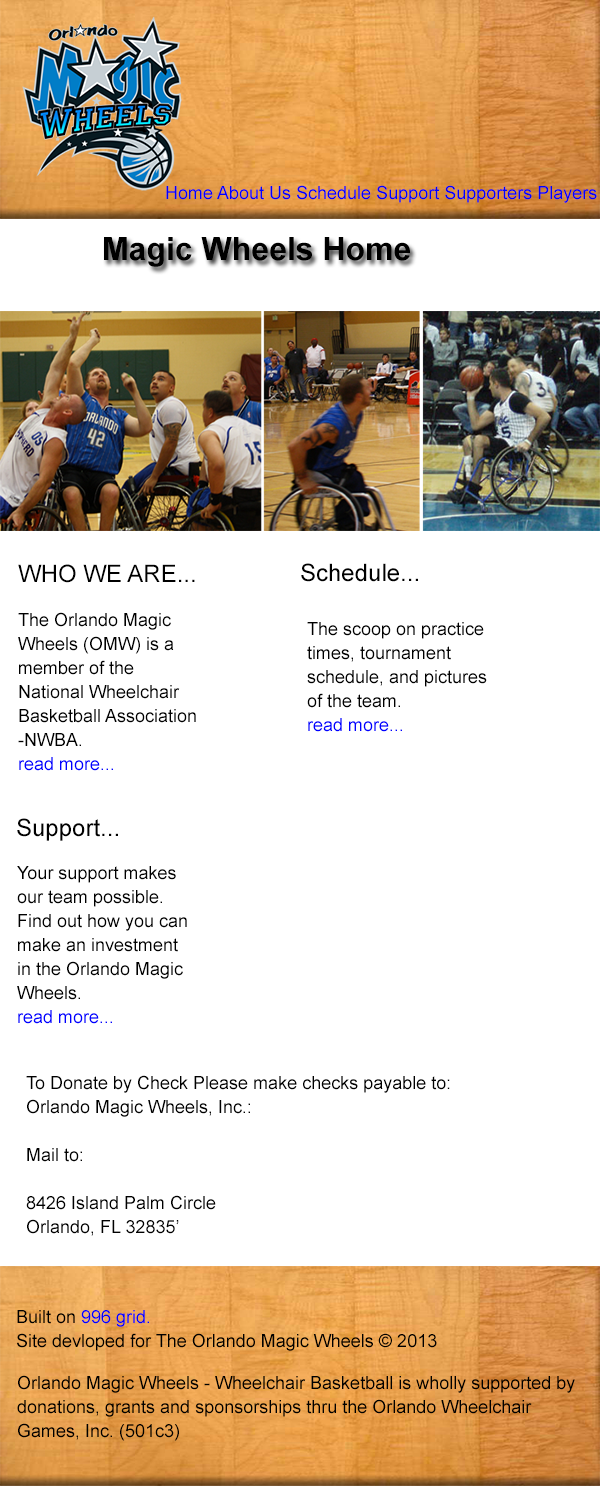 Orlando
Magic
WHEELS
Home About Us Schedule Support Supporters Players
Magic Wheels Home
ORLANDO
42
3
5
WHO WE ARE...
The Orlando Magic
Wheels (OMW) is a
member of the
National Wheelchair
Basketball Association
-NWBA.
read more...
Schedule...
The scoop on practice
times, tournament
schedule, and pictures
of the team.
read more...
Support...
Your support makes
our team possible.
Find out how you can
make an investment
in the Orlando Magic
Wheels.
read more...
To Donate by Check Please make checks payable to:
Orlando Magic Wheels, Inc.:
Mail to:
8426 Island Palm Circle
Orlando, FL 32835’
Built on 996 grid.
Site devloped for The Orlando Magic Wheels © 2013
Orlando Magic Wheels - Wheelchair Basketball is wholly supported by
donations, grants and sponsorships thru the Orlando Wheelchair
Games, Inc. (501c3)